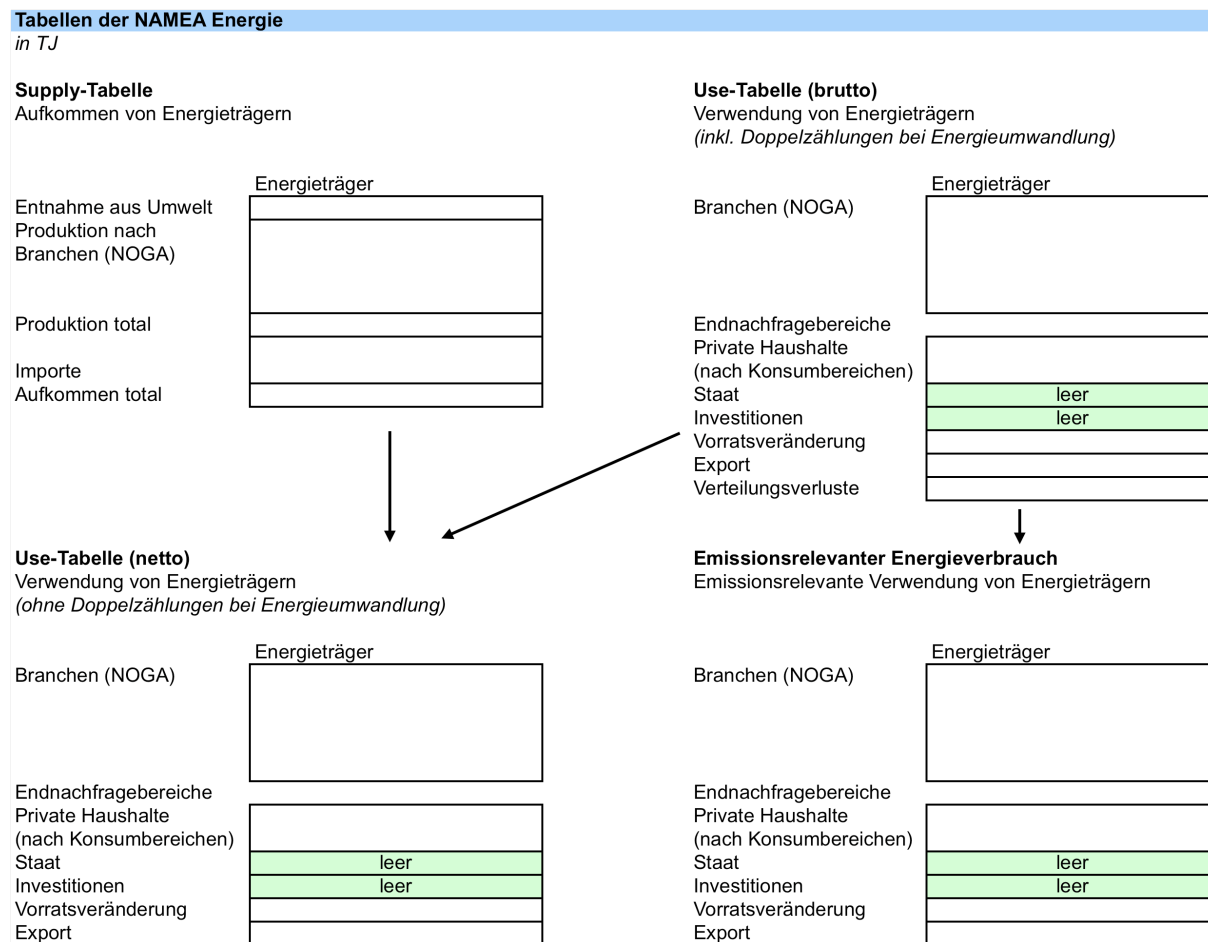 Tabellen der NAMEA Energie
in TJ
Supply-Tabelle
Aufkommen von Energieträgern
Energieträger
Entnahme aus Umwelt
Produktion nach
Branchen (NOGA)
Produktion total
Importe
Aufkommen total
Use-Tabelle (brutto)
Verwendung von Energieträgern
(inkl. Doppelzählungen bei Energieumwandlung)
Energieträger
Branchen (NOGA)
Endnachfragebereiche
Private Haushalte
(nach Konsumbereichen)
Staat leer
Investitionen leer
Vorratsveränderung
Export
Verteilungsverluste
Use-Tabelle (netto)
Verwendung von Energieträgern
(ohne Doppelzählungen bei Energieumwandlung)
Energieträger
Branchen (NOGA)
Endnachfragebereiche
Private Haushalte
(nach Konsumbereichen)
Staat leer
Investitionen leer
Vorratsveränderung
Export
Emissionsrelevanter Energieverbrauch
Emissionsrelevante Verwendung von Energieträgern
Energieträger
Branchen (NOGA)
Endnachfragebereiche
Private Haushalte
(nach Konsumbereichen)
Staat leer
Investitionen leer
Vorratsveränderung
Export